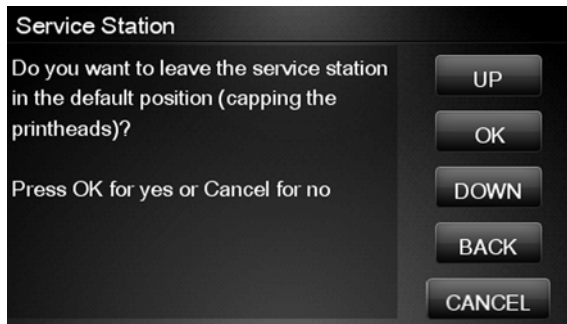 Service Station
Do you want to leave the service station
in the default position (capping the
printheads)?
Press OK for yes or Cancel for no
UP
OK
DOWN
BACK
CANCEL